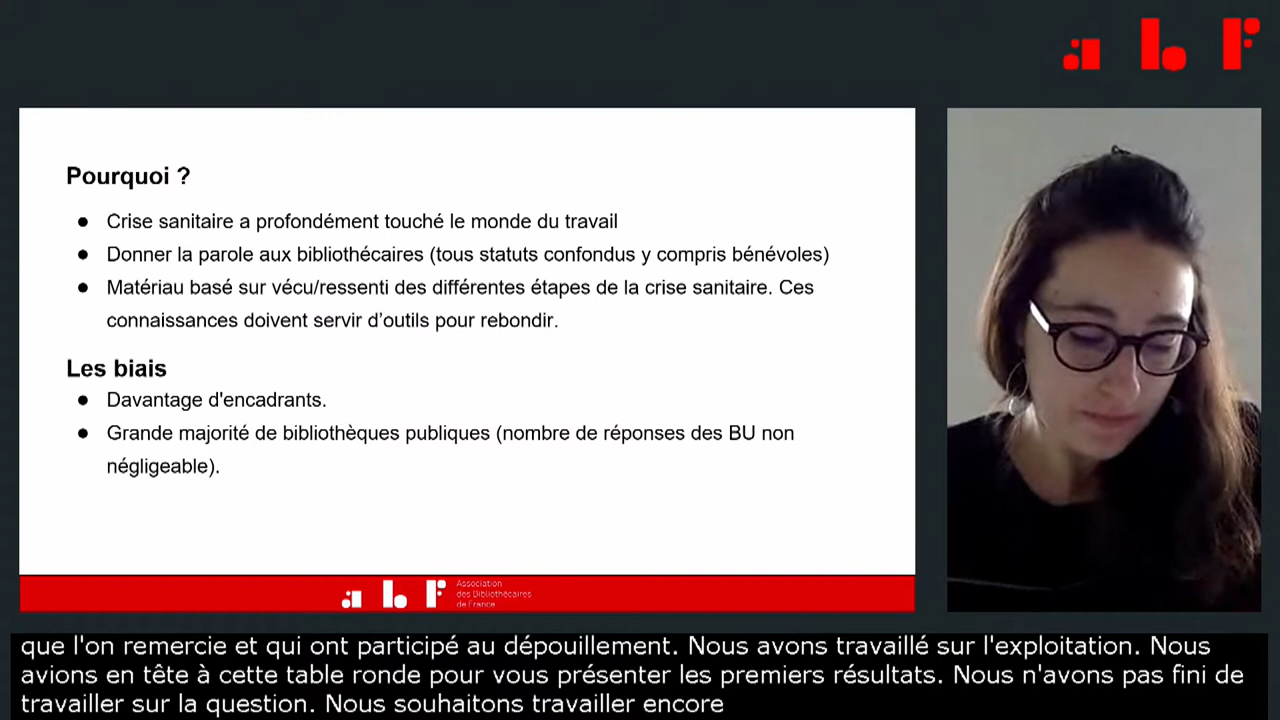 abf
Pourquoi ?
● Crise sanitaire a profondément touché le monde du travail
● Donner la parole aux bibliothécaires (tous statuts confondus y compris bénévoles)
● Matériau basé sur vécu/ressenti des différentes étapes de la crise sanitaire. Ces
connaissances doivent servir d'outils pour rebondir.
Les biais
● Davantage d'encadrants.
● Grande majorité de bibliothèques publiques (nombre de réponses des BU non
négligeable).
abf
Association
des Bibliothécaires
de France
que l'on remercie et qui ont participé au dépouillement. Nous avons travaillé sur l'exploitation. Nous
avions en tête à cette table ronde pour vous présenter les premiers résultats. Nous n'avons pas fini de
travailler sur la question. Nous souhaitons travailler encore